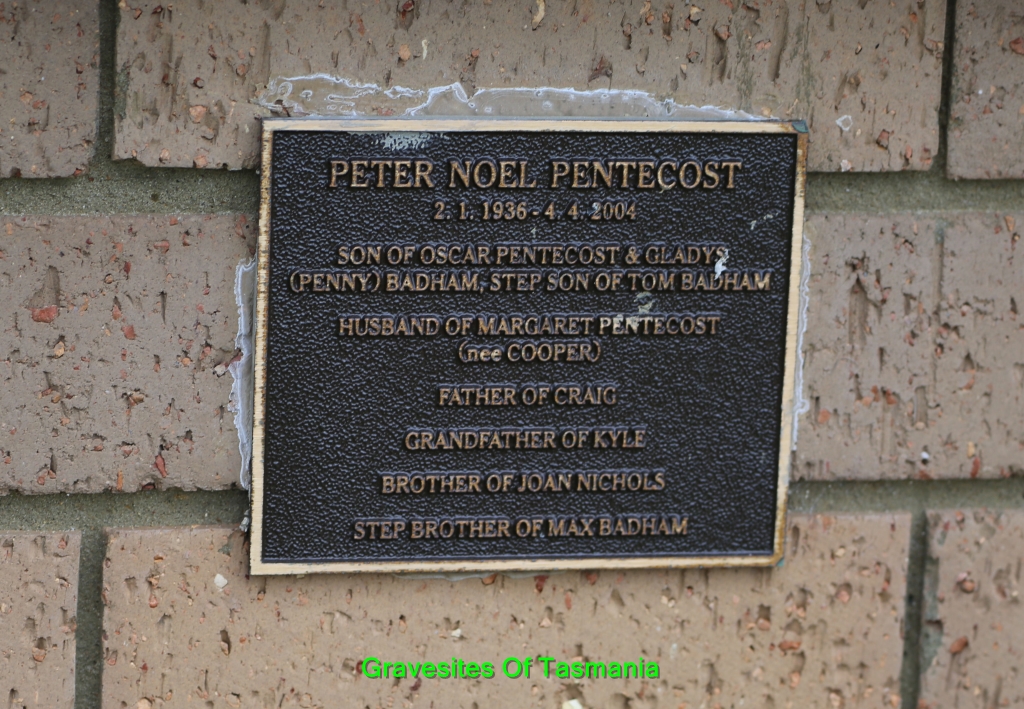 PETER NOEL PENTECOST
2. 1. 1936 - 4. 4. 2004
SON OF OSCAR PENTECOST & GLADYS
(PENNY) BADHAM, STEP SON OF TOM BADHAM
HUSBAND OF MARGARET PENTECOST
(nee COOPER)
FATHER OF CRAIG
GRANDFATHER OF KYLE
BROTHER OF JOAN NICHOLS
STEP BROTHER OF MAX BADHAM
Gravesites Of Tasmania